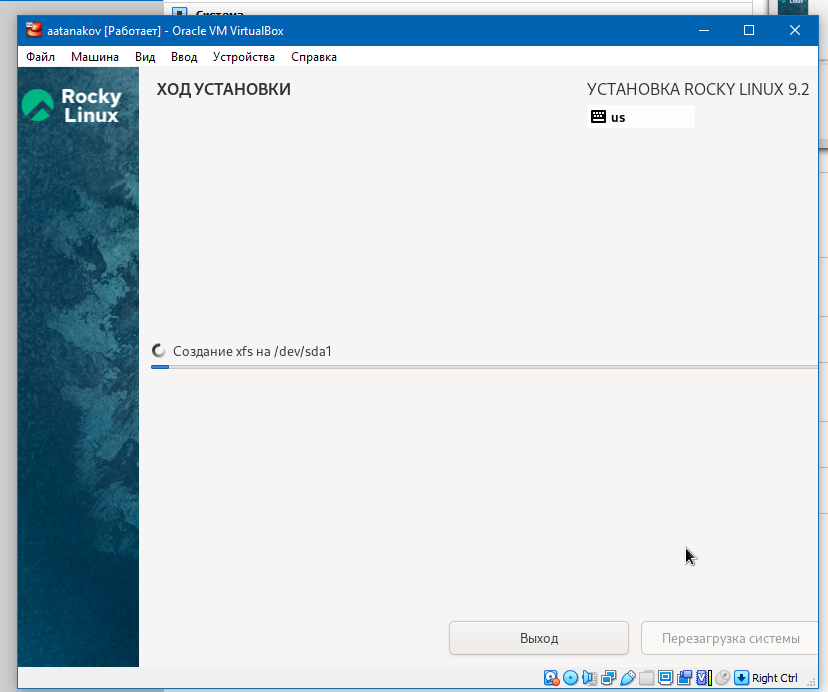 Система
aatanakov [Работает] - Oracle VM VirtualBox
Файл Машина Вид Ввод Устройства Справка
Rocky
Linux
ХОД УСТАНОВКИ
УСТАНОВКА ROCKY LINUX 9.2
us
Создание xfs на /dev/sda1
Выход
Перезагрузка системы
Right Ctrl